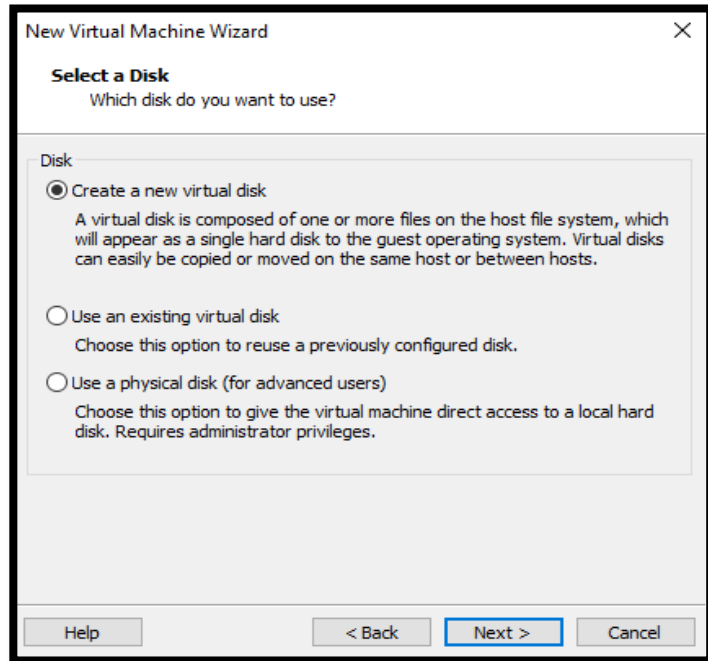 New Virtual Machine Wizard
Select a Disk
Which disk do you want to use?
Disk
Create a new virtual disk
A virtual disk is composed of one or more files on the host file system, which
will appear as a single hard disk to the guest operating system. Virtual disks
can easily be copied or moved on the same host or between hosts.
Use an existing virtual disk
Choose this option to reuse a previously configured disk.
Use a physical disk (for advanced users)
Choose this option to give the virtual machine direct access to a local hard
disk. Requires administrator privileges.
Help < Back Next > Cancel